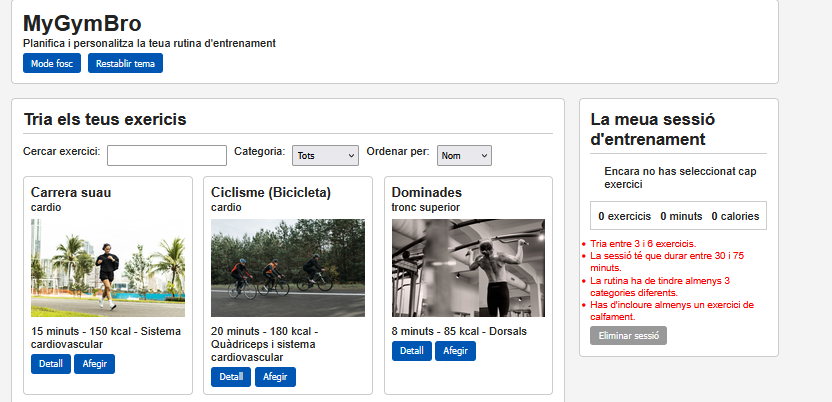 MyGymBro
Planifica i personalitza la teua rutina d'entrenament
Mode fosc Restablir tema
Tria els teus exericis
Cercar exercici: Categoria: Tots Ordenar per: Nom
Carrera suau
cardio
15 minuts - 150 kcal - Sistema
cardiovascular
Detall Afegir
Ciclisme (Bicicleta)
cardio
20 minuts - 180 kcal -
Quàdriceps i sistema
cardiovascular
Detall Afegir
Dominades
tronc superior
8 minuts - 85 kcal - Dorsals
Detall Afegir
La meua sessió
d'entrenament
Encara no has seleccionat cap
exercici
0 exercicis 0 minuts 0 calories
Tria entre 3 i 6 exercicis.
La sessió té que durar entre 30 i 75
minuts.
La rutina ha de tindre almenys 3
categories diferents.
Has d'incloure almenys un exercici de
calfament.
Eliminar sessió